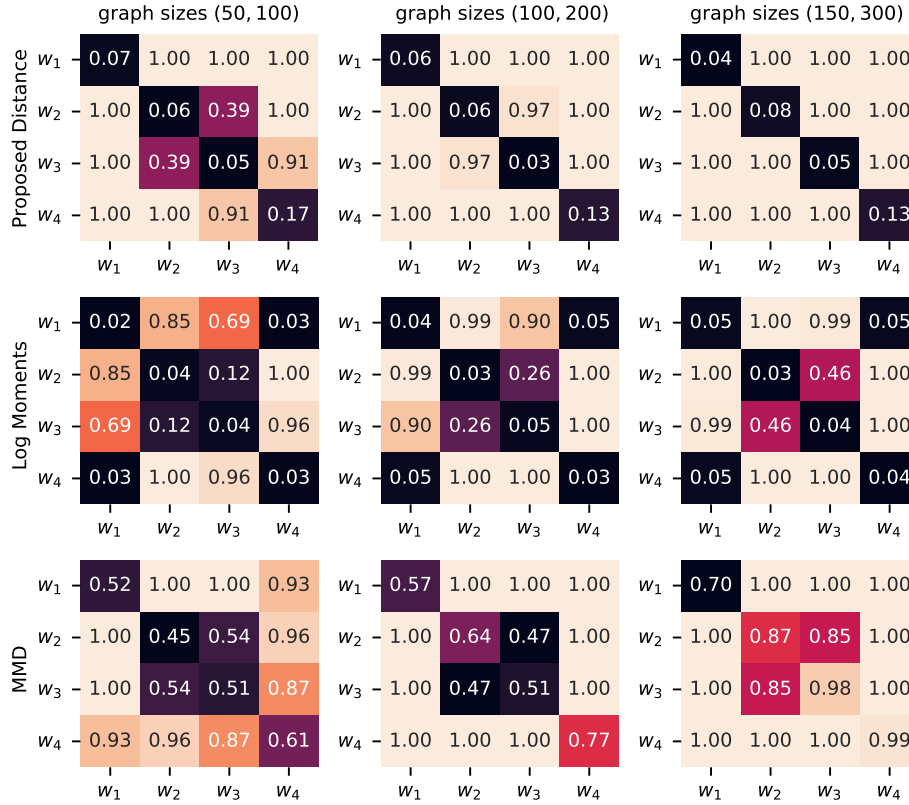 graph sizes (50, 100) graph sizes (100, 200) graph sizes (150, 300)
Proposed Distance
w1 0.07 1.00 1.00 1.00 w1 0.06 1.00 1.00 1.00 w1 0.04 1.00 1.00 1.00
w2 1.00 0.06 0.39 1.00 w2 1.00 0.06 0.97 1.00 w2 1.00 0.08 1.00 1.00
w3 1.00 0.39 0.05 0.91 w3 1.00 0.97 0.03 1.00 w3 1.00 1.00 0.05 1.00
w4 1.00 1.00 0.91 0.17 w4 1.00 1.00 1.00 0.13 w4 1.00 1.00 1.00 0.13
w1 w2 w3 w4 w1 w2 w3 w4 w1 w2 w3 w4
Log Moments
w1 0.02 0.85 0.69 0.03 w1 0.04 0.99 0.90 0.05 w1 0.05 1.00 0.99 0.05
w2 0.85 0.04 0.12 1.00 w2 0.99 0.03 0.26 1.00 w2 1.00 0.03 0.46 1.00
w3 0.69 0.12 0.04 0.96 w3 0.90 0.26 0.05 1.00 w3 0.99 0.46 0.04 1.00
w4 0.03 1.00 0.96 0.03 w4 0.05 1.00 1.00 0.03 w4 0.05 1.00 1.00 0.04
w1 w2 w3 w4 w1 w2 w3 w4 w1 w2 w3 w4
MMD
w1 0.52 1.00 1.00 0.93 w1 0.57 1.00 1.00 1.00 w1 0.70 1.00 1.00 1.00
w2 1.00 0.45 0.54 0.96 w2 1.00 0.64 0.47 1.00 w2 1.00 0.87 0.85 1.00
w3 1.00 0.54 0.51 0.87 w3 1.00 0.47 0.51 1.00 w3 1.00 0.85 0.98 1.00
w4 0.93 0.96 0.87 0.61 w4 1.00 1.00 1.00 0.77 w4 1.00 1.00 1.00 0.99
w1 w2 w3 w4 w1 w2 w3 w4 w1 w2 w3 w4